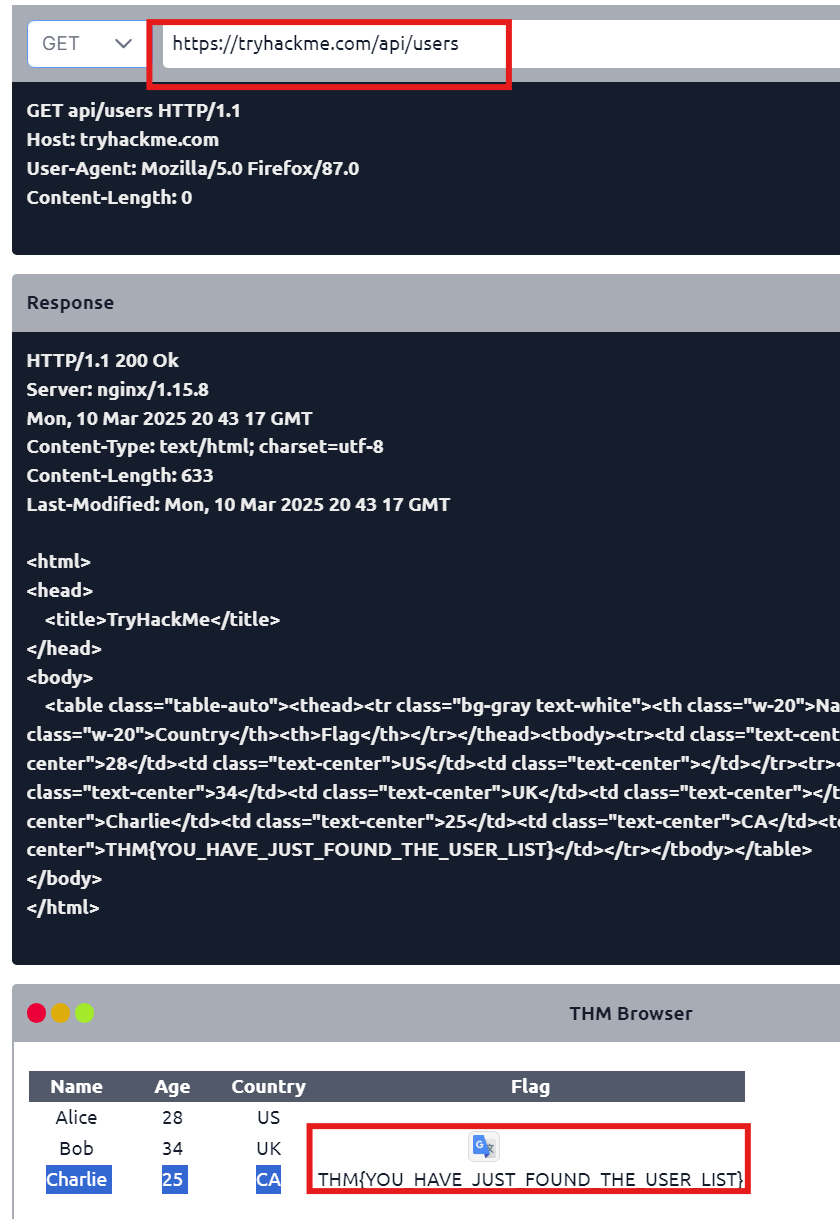 GET https://tryhackme.com/api/users
GET api/users HTTP/1.1
Host: tryhackme.com
User-Agent: Mozilla/5.0 Firefox/87.0
Content-Length: 0
Response
HTTP/1.1 200 Ok
Server: nginx/1.15.8
Mon, 10 Mar 2025 20 43 17 GMT
Content-Type: text/html; charset=utf-8
Content-Length: 633
Last-Modified: Mon, 10 Mar 2025 20 43 17 GMT
<html>
<head>
<title>TryHackMe</title>
</head>
<body>
<table class="table-auto"><thead><tr class="bg-gray text-white"><th class="w-20">Na
class="w-20">Country</th><th>Flag</th></tr></thead><tbody><tr><td class="text-cent
center">28</td><td class="text-center">US</td><td class="text-center"></td></tr><tr><
class="text-center">34</td><td class="text-center">UK</td><td class="text-center"></t
center">Charlie</td><td class="text-center">25</td><td class="text-center">CA</td><t
center">THM{YOU_HAVE_JUST_FOUND_THE_USER_LIST}</td></tr></tbody></table>
</body>
</html>
THM Browser
Name Age Country Flag
Alice 28 US
Bob 34 UK
Charlie 25 CA THM{YOU_HAVE_JUST_FOUND_THE_USER_LIST}